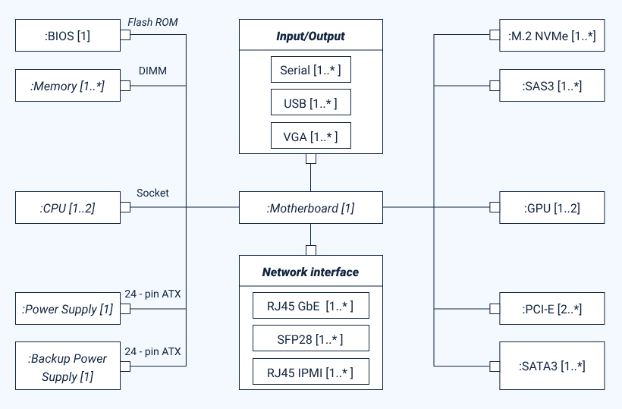 Flash ROM
:BIOS [1]
DIMM
:Memory [1..*]
Socket
:CPU [1..2]
24 - pin ATX
:Power Supply [1]
24 - pin ATX
:Backup Power
Supply [1]
Input/Output
Serial [1..* ]
USB [1..* ]
VGA [1..* ]
:Motherboard [1]
Network interface
RJ45 GbE [1..* ]
SFP28 [1..* ]
RJ45 IPMI [1..* ]
:M.2 NVMe [1..*]
:SAS3 [1..*]
:GPU [1..2]
:PCI-E [2..*]
:SATA3 [1..*]